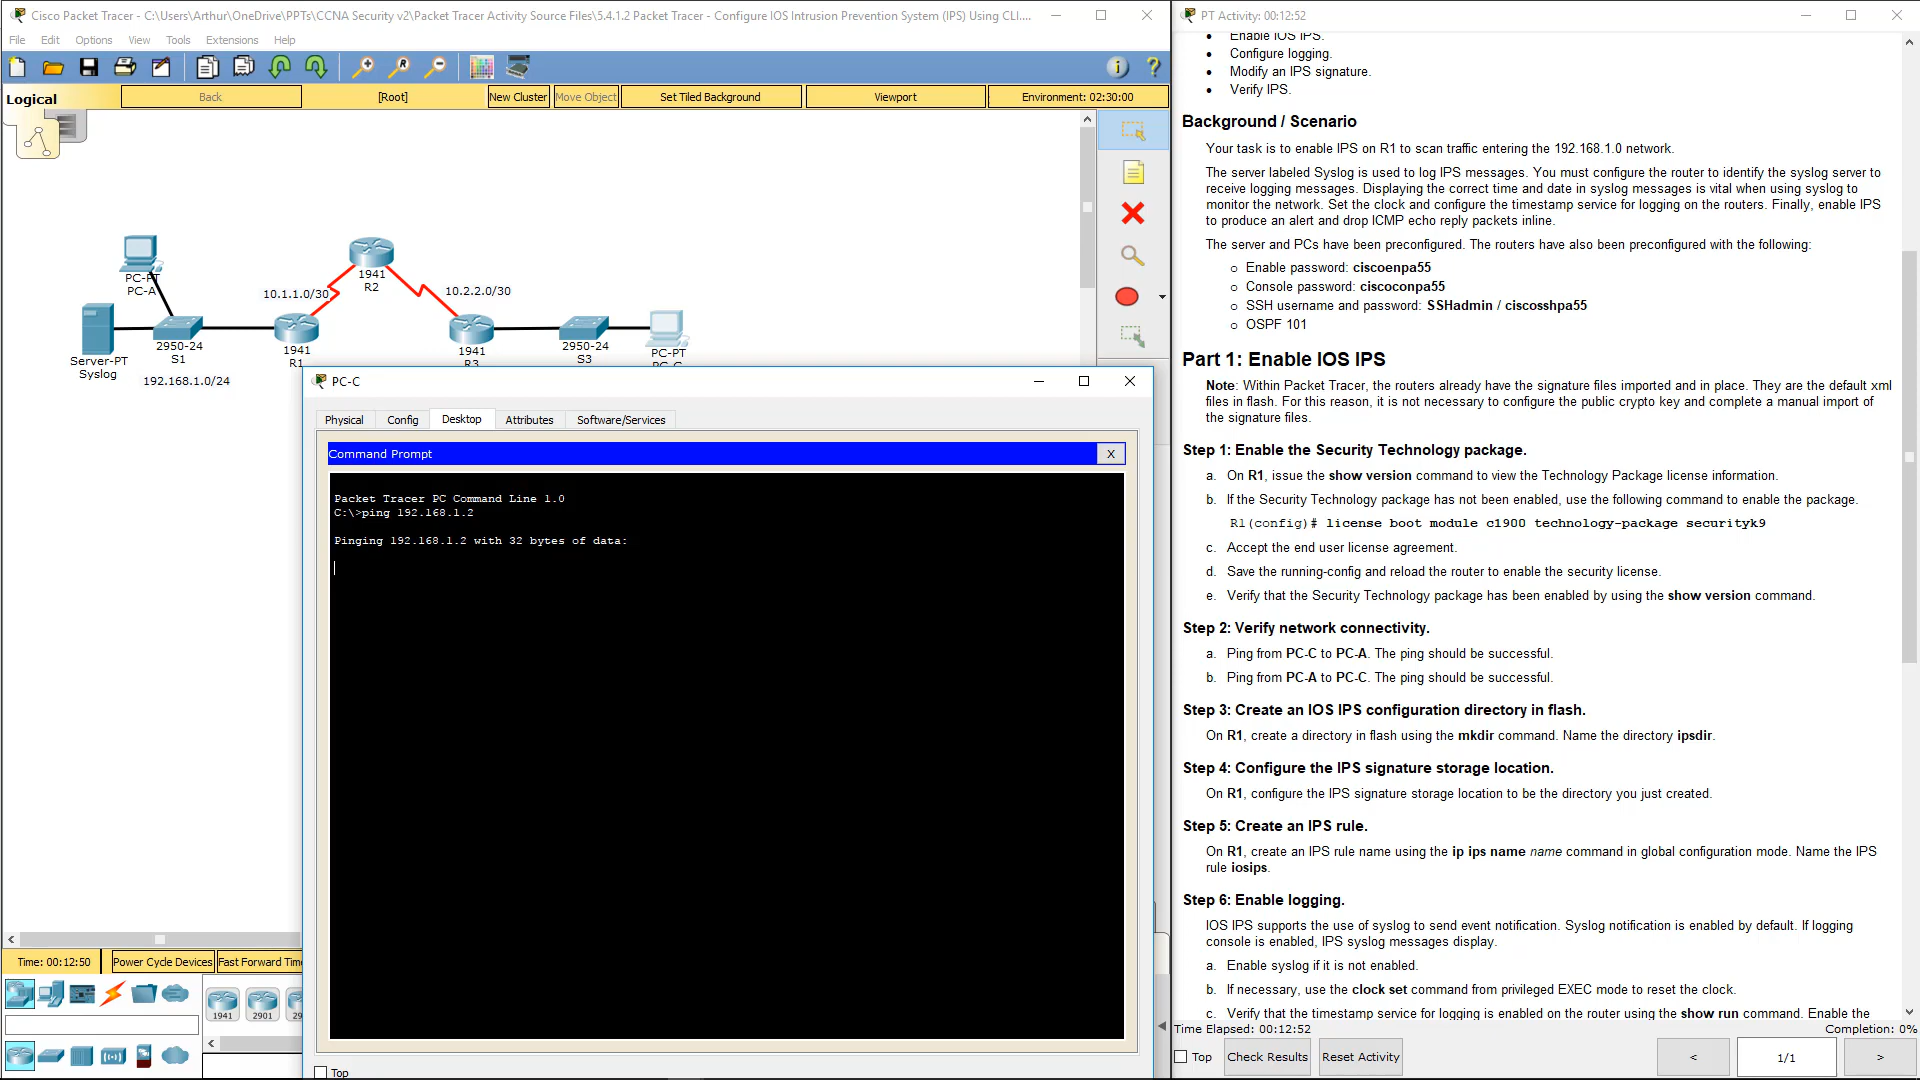 Cisco Packet Tracer - C:\Users\Arthur\OneDrive\PPTs\CCNA Security v2\Packet Tracer Activity Source Files\5.4.1.2 Packet Tracer - Configure IOS Intrusion Prevention System (IPS) Using CLI....
File Edit Options View Tools Extensions Help
Logical Back [Root] New Cluster Move Object Set Tiled Background Viewport Environment: 02:30:00
PC-PT
PC-A
1941
R2
10.1.1.0/30
10.2.2.0/30
Server-PT
Syslog
2950-24
S1
192.168.1.0/24
1941
R1
1941
R3
2950-24
S3
PC-PT
PC-C
PC-C
Physical Config Desktop Attributes Software/Services
Command Prompt X
Packet Tracer PC Command Line 1.0
C:\>ping 192.168.1.2
Pinging 192.168.1.2 with 32 bytes of data:
Top
Time: 00:12:50 Power Cycle Devices Fast Forward Time
1941 2901 29
PT Activity: 00:12:52
• Enable IOS IPS.
• Configure logging.
• Modify an IPS signature.
• Verify IPS.
Background / Scenario
Your task is to enable IPS on R1 to scan traffic entering the 192.168.1.0 network.
The server labeled Syslog is used to log IPS messages. You must configure the router to identify the syslog server to
receive logging messages. Displaying the correct time and date in syslog messages is vital when using syslog to
monitor the network. Set the clock and configure the timestamp service for logging on the routers. Finally, enable IPS
to produce an alert and drop ICMP echo reply packets inline.
The server and PCs have been preconfigured. The routers have also been preconfigured with the following:
o Enable password: ciscoenpa55
o Console password: ciscoconpa55
o SSH username and password: SSHadmin / ciscosshpa55
o OSPF 101
Part 1: Enable IOS IPS
Note: Within Packet Tracer, the routers already have the signature files imported and in place. They are the default xml
files in flash. For this reason, it is not necessary to configure the public crypto key and complete a manual import of
the signature files.
Step 1: Enable the Security Technology package.
a. On R1, issue the show version command to view the Technology Package license information.
b. If the Security Technology package has not been enabled, use the following command to enable the package.
R1(config)# license boot module c1900 technology-package securityk9
c. Accept the end user license agreement.
d. Save the running-config and reload the router to enable the security license.
e. Verify that the Security Technology package has been enabled by using the show version command.
Step 2: Verify network connectivity.
a. Ping from PC-C to PC-A. The ping should be successful.
b. Ping from PC-A to PC-C. The ping should be successful.
Step 3: Create an IOS IPS configuration directory in flash.
On R1, create a directory in flash using the mkdir command. Name the directory ipsdir.
Step 4: Configure the IPS signature storage location.
On R1, configure the IPS signature storage location to be the directory you just created.
Step 5: Create an IPS rule.
On R1, create an IPS rule name using the ip ips name name command in global configuration mode. Name the IPS
rule iosips.
Step 6: Enable logging.
IOS IPS supports the use of syslog to send event notification. Syslog notification is enabled by default. If logging
console is enabled, IPS syslog messages display.
a. Enable syslog if it is not enabled.
b. If necessary, use the clock set command from privileged EXEC mode to reset the clock.
c. Verify that the timestamp service for logging is enabled on the router using the show run command. Enable the
Time Elapsed: 00:12:52 Completion: 0%
Top Check Results Reset Activity < 1/1 >